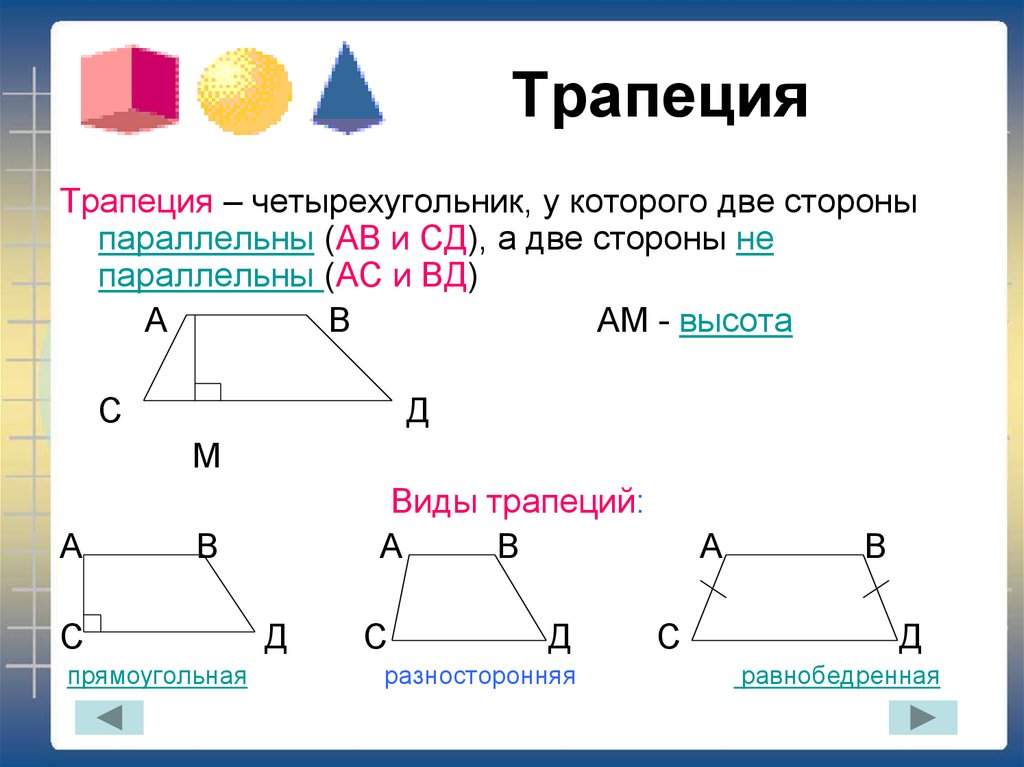 Трапеция
Трапеция – четырехугольник, у которого две стороны
параллельны (АВ и СД), а две стороны не
параллельны (АС и ВД)
А В АМ - высота
С Д
М
Виды трапеций:
А В А В А В
С Д С Д С Д
прямоугольная разносторонняя равнобедренная